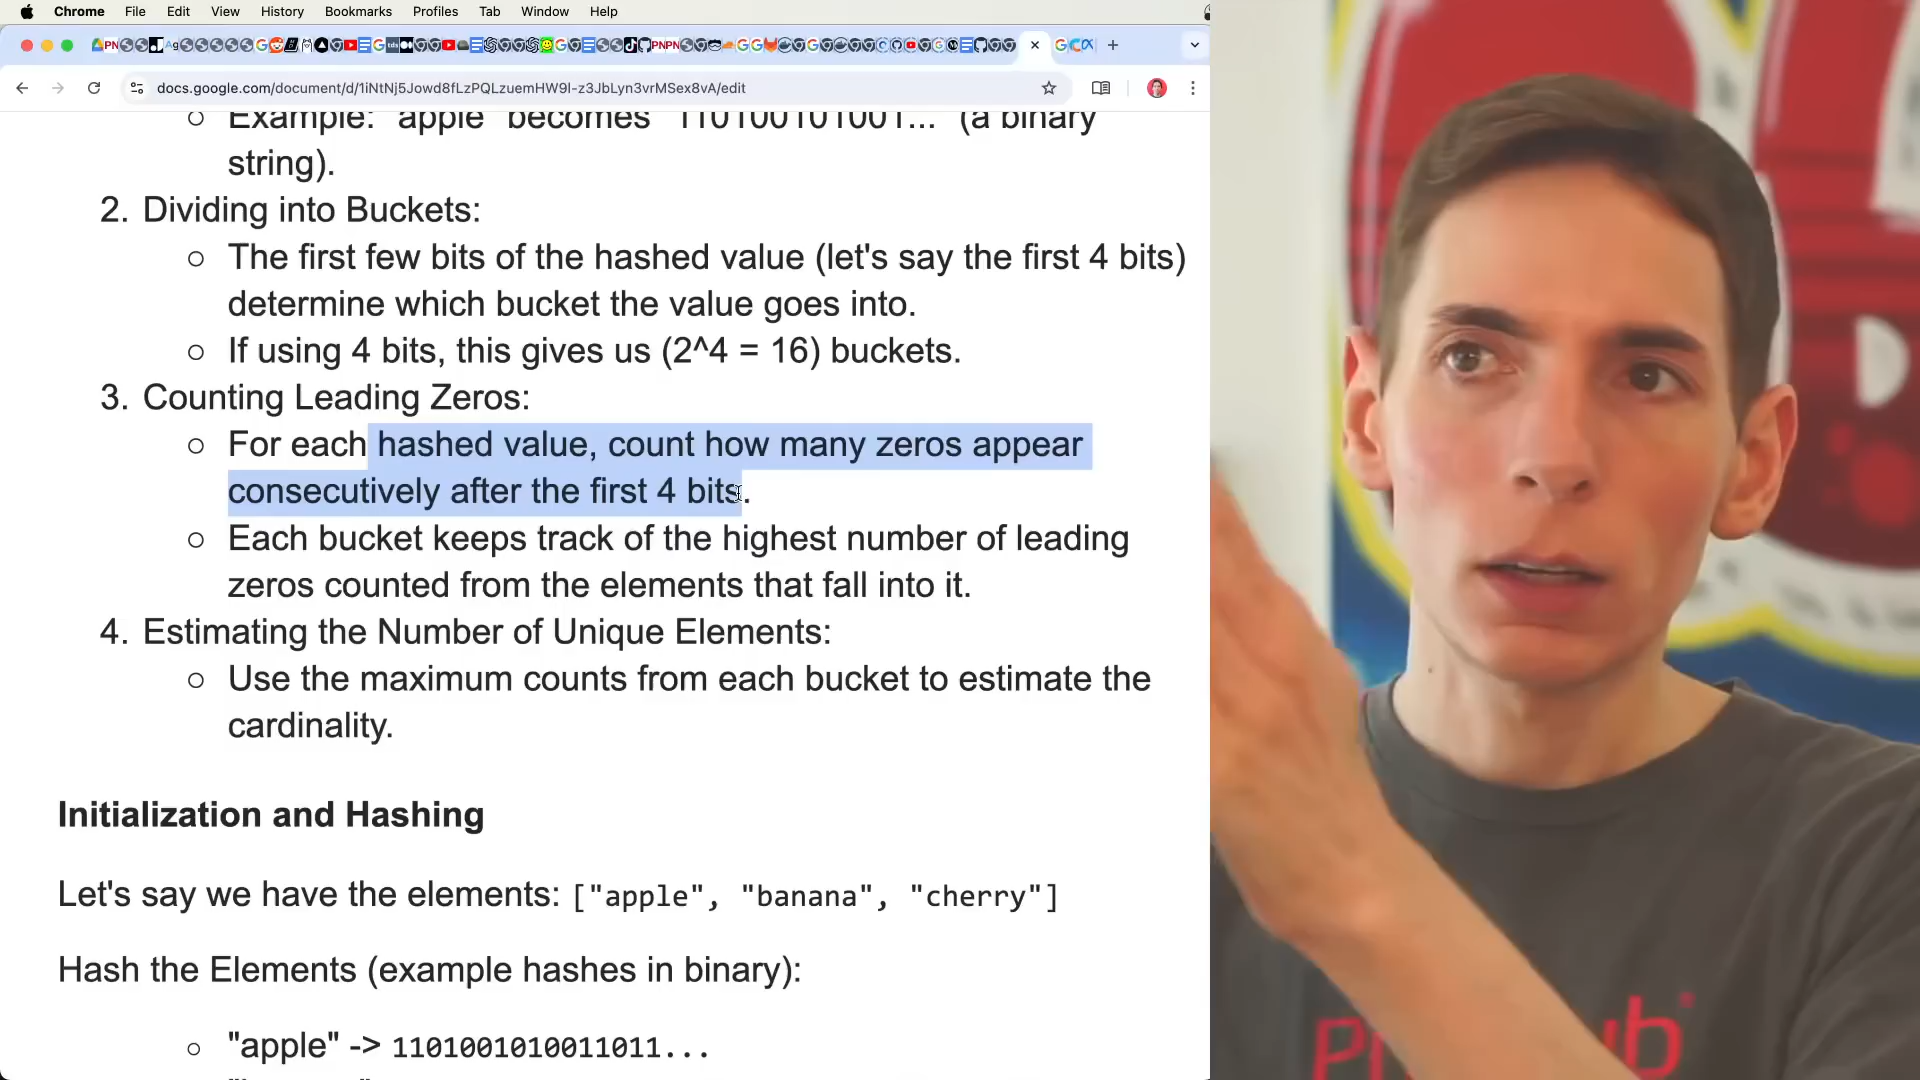 Chrome File Edit View History Bookmarks Profiles Tab Window Help
docs.google.com/document/d/1iNtNj5Jowd8fLzPQLzuemHW9l-z3JbLyn3vrMSex8vA/edit
○ Example: "apple" becomes "110100101001..." (a binary
string).
2. Dividing into Buckets:
○ The first few bits of the hashed value (let's say the first 4 bits)
determine which bucket the value goes into.
○ If using 4 bits, this gives us (2^4 = 16) buckets.
3. Counting Leading Zeros:
○ For each hashed value, count how many zeros appear
consecutively after the first 4 bits.
○ Each bucket keeps track of the highest number of leading
zeros counted from the elements that fall into it.
4. Estimating the Number of Unique Elements:
○ Use the maximum counts from each bucket to estimate the
cardinality.
Initialization and Hashing
Let's say we have the elements: ["apple", "banana", "cherry"]
Hash the Elements (example hashes in binary):
○ "apple" -> 1101001010011011...